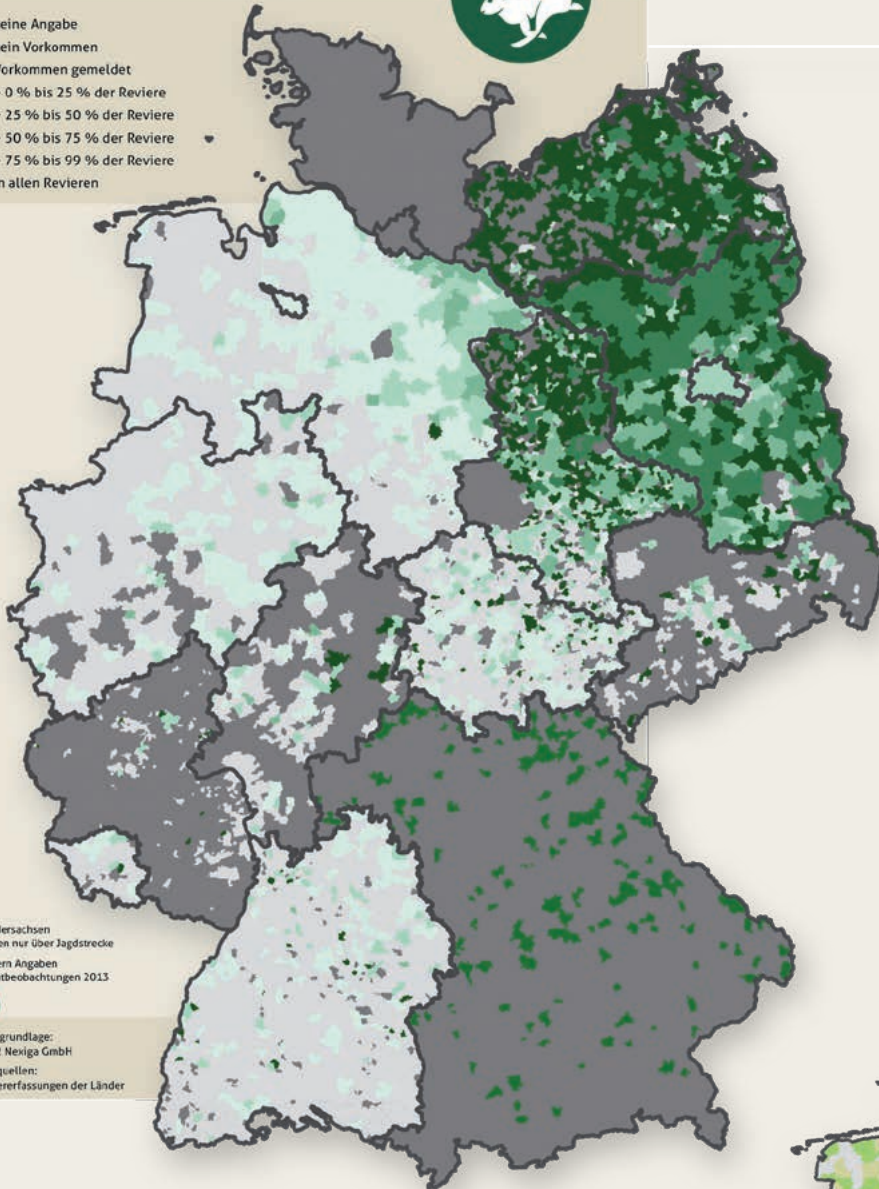 eine Angabe
ein Vorkommen
orkommen gemeldet
0 % bis 25 % der Reviere
25 % bis 50 % der Reviere
50 % bis 75 % der Reviere
75 % bis 99 % der Reviere
allen Revieren
dersachsen
en nur über Jagdstrecke
ern Angaben
tbeobachtungen 2013
grundlage:
Nexiga GmbH
quellen:
ererfassungen der Länder